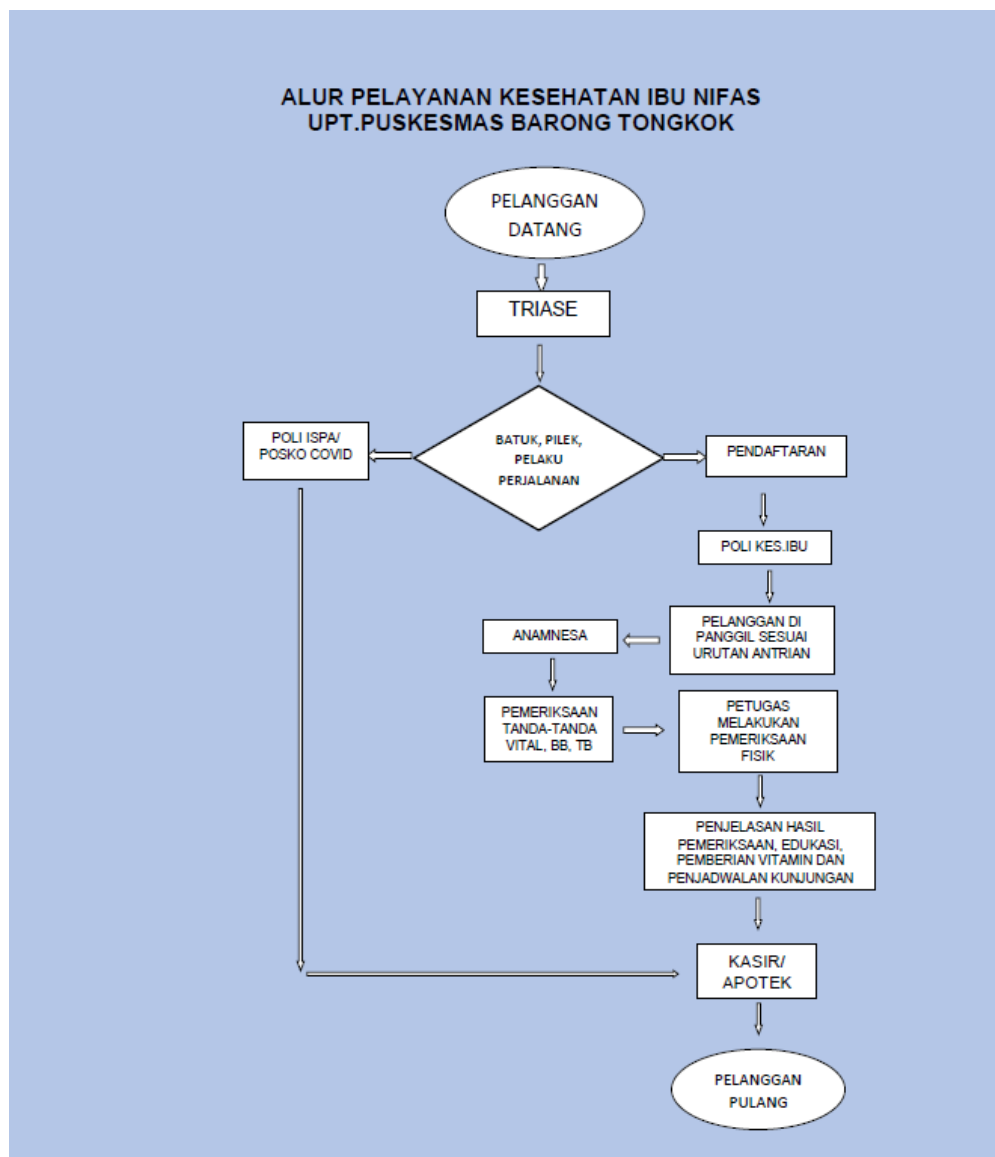 ALUR PELAYANAN KESEHATAN IBU NIFAS
UPT.PUSKESMAS BARONG TONGKOK
PELANGGAN
DATANG
TRIASE
BATUK, PILEK,
PELAKU
PERJALANAN
POLI ISPA/
POSKO COVID
PENDAFTARAN
POLI KES.IBU
PELANGGAN DI
PANGGIL SESUAI
URUTAN ANTRIAN
ANAMNESA
PEMERIKSAAN
TANDA-TANDA
VITAL, BB, TB
PETUGAS
MELAKUKAN
PEMERIKSAAN
FISIK
PENJELASAN HASIL
PEMERIKSAAN, EDUKASI,
PEMBERIAN VITAMIN DAN
PENJADWALAN KUNJUNGAN
KASIR/
APOTEK
PELANGGAN
PULANG